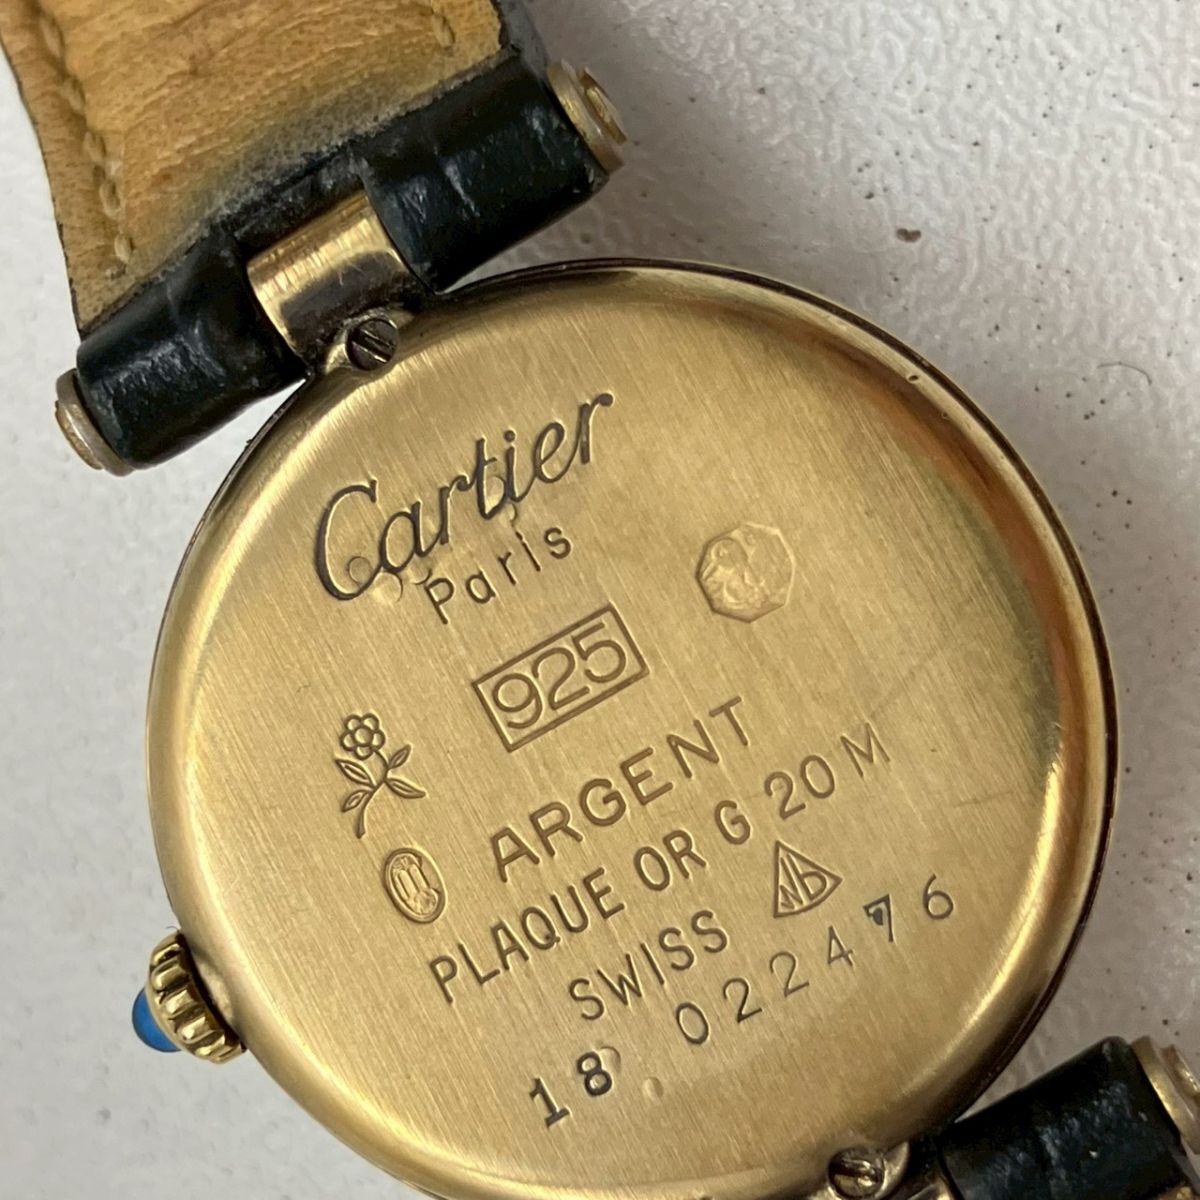 Cartier
Paris
925
ARGENT
PLAQUE OR G 20 M
SWISS
18 022476